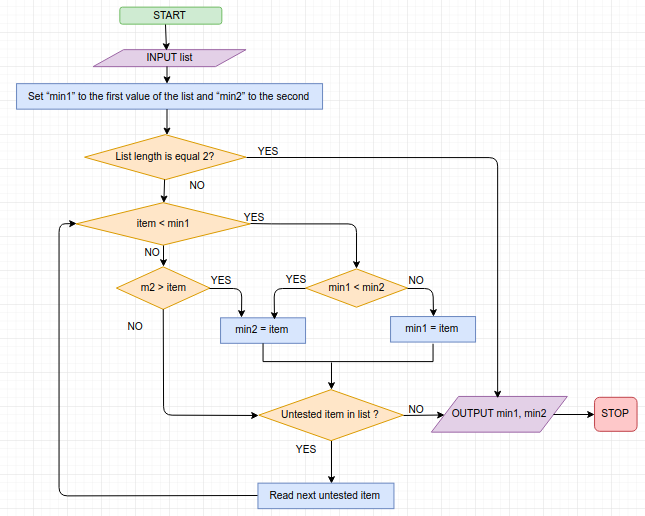 START
INPUT list
Set “min1” to the first value of the list and “min2” to the second
List length is equal 2?
YES
NO
item < min1
YES
NO
m2 > item
YES
YES
min1 < min2
NO
NO
min2 = item
min1 = item
Untested item in list ?
NO
OUTPUT min1, min2
STOP
YES
Read next untested item